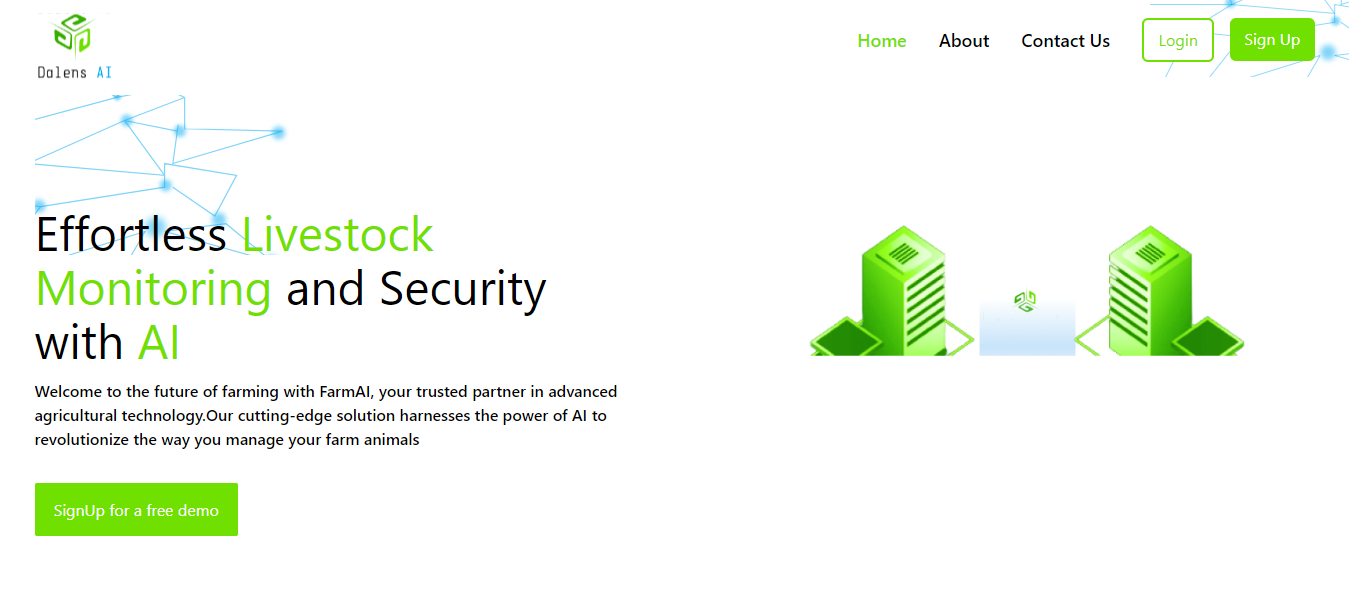 Dalens AI
Home
About
Contact Us
Login
Sign Up
Effortless Livestock
Monitoring and Security
with AI
Welcome to the future of farming with FarmAI, your trusted partner in advanced
agricultural technology.Our cutting-edge solution harnesses the power of AI to
revolutionize the way you manage your farm animals
SignUp for a free demo